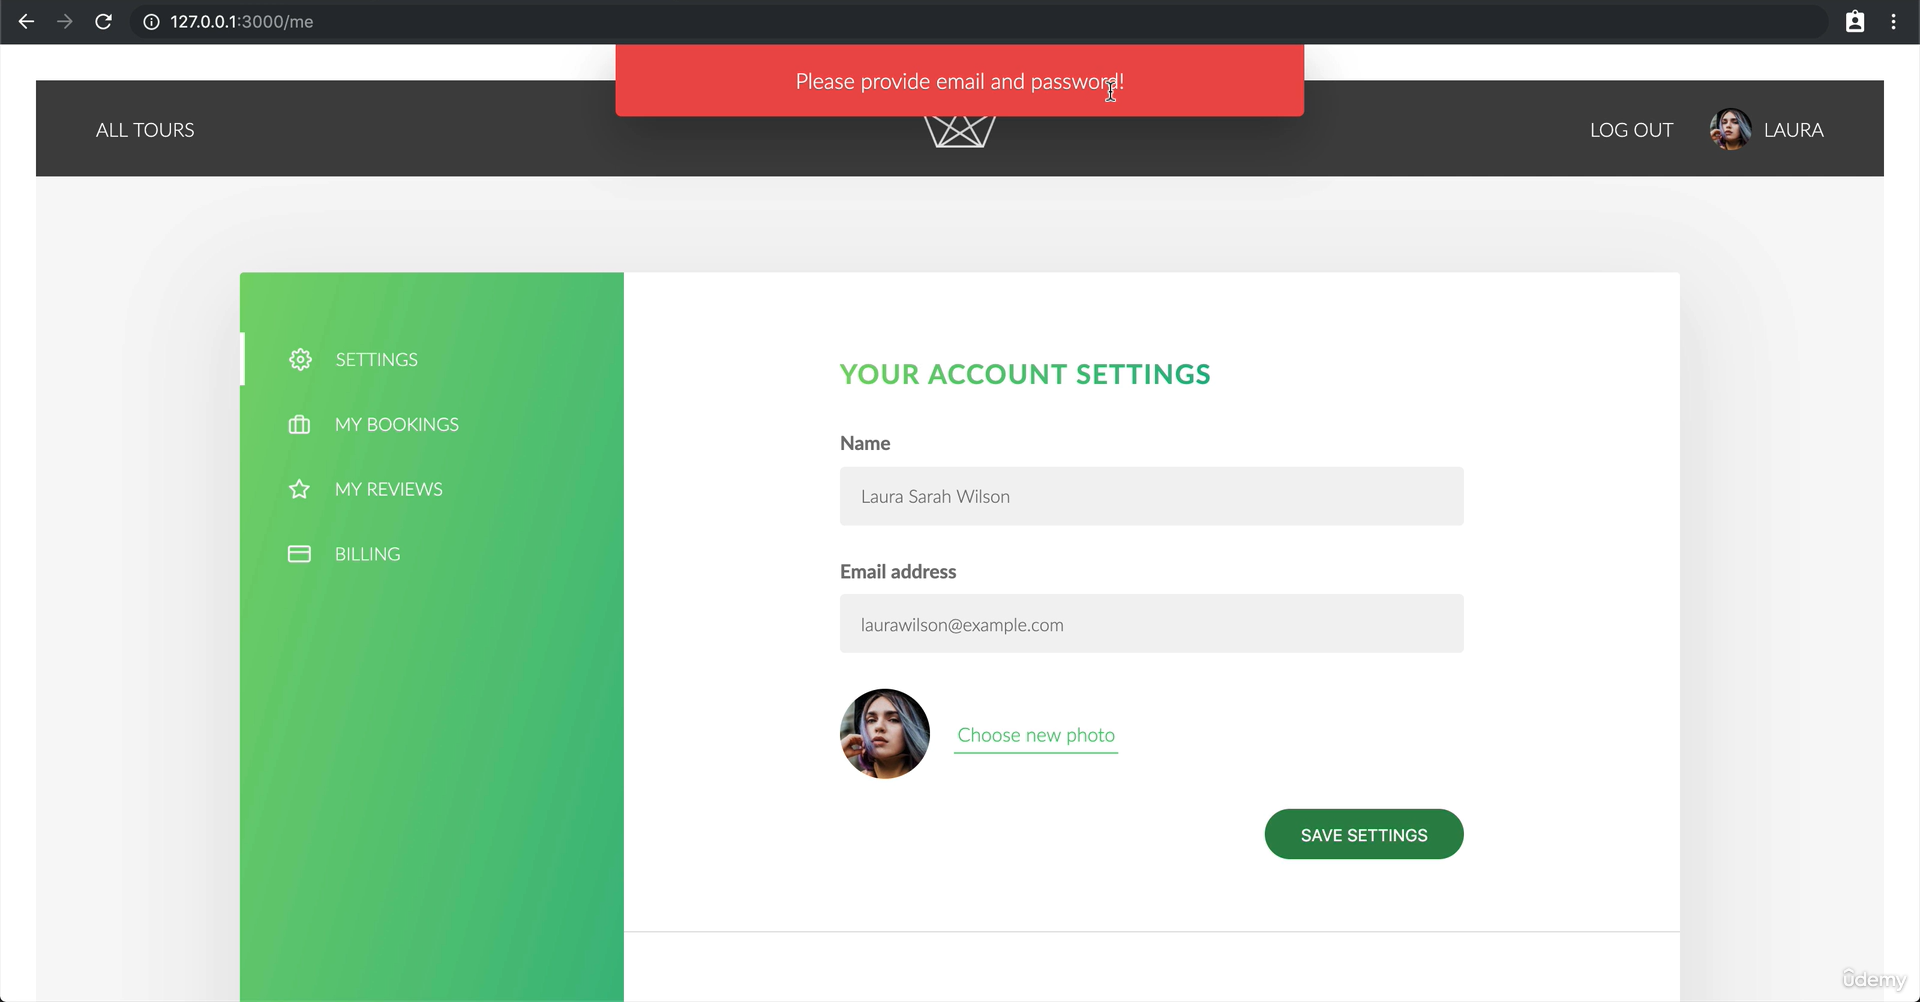 127.0.0.1:3000/me
Please provide email and password!
ALL TOURS
LOG OUT
LAURA
SETTINGS
MY BOOKINGS
MY REVIEWS
BILLING
YOUR ACCOUNT SETTINGS
Name
Laura Sarah Wilson
Email address
laurawilson@example.com
Choose new photo
SAVE SETTINGS
ûdemy